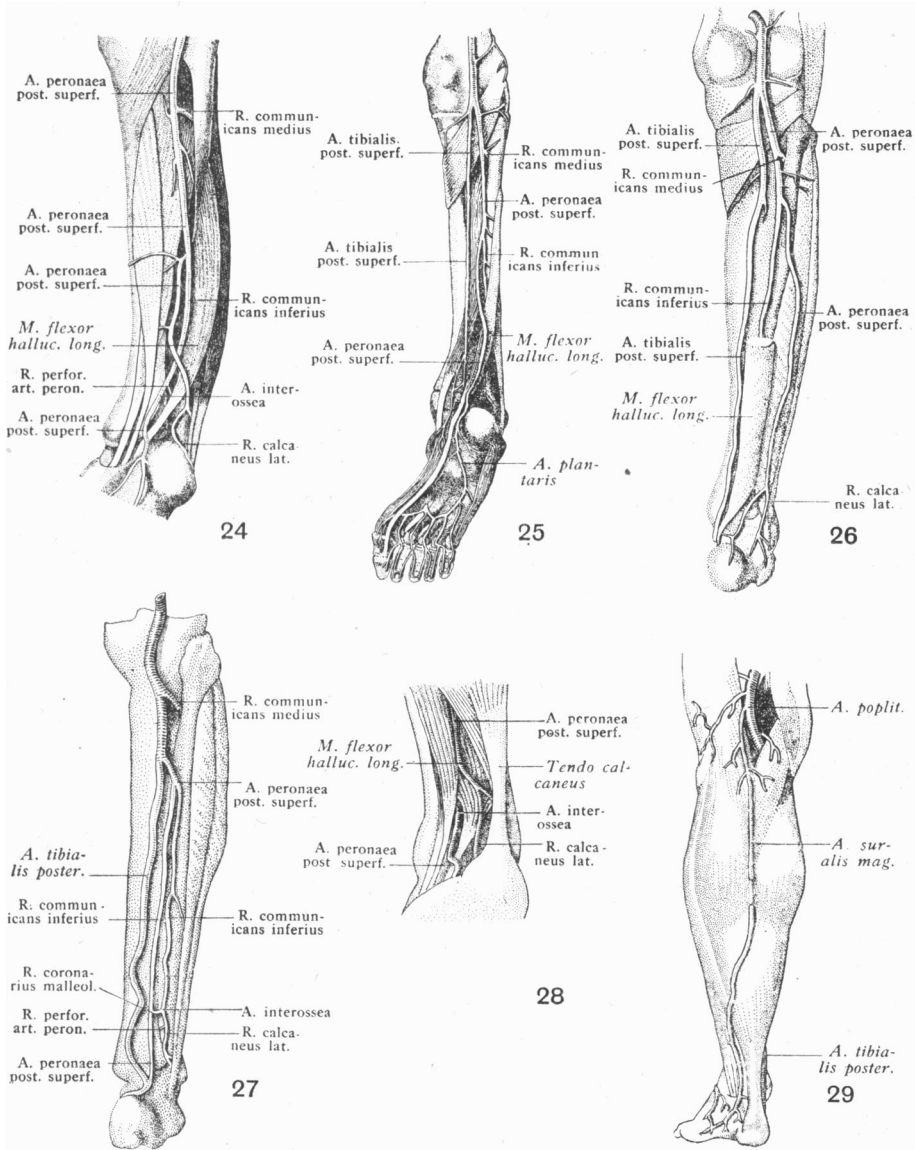 A. peronaea
post. superf.
R. commun-
icans medius
A. peronaea
post. superf.
A. peronaea
post. superf.
R. commun-
icans inferius
M. flexor
halluc. long.
R. perfor.
art. peron.
A. inter-
ossea
A. peronaea
post. superf.
R. calca-
neus lat.
24
A. tibialis.
post. superf.
R. commun-
icans medius
A. peronaea
post. superf.
A. tibialis
post. superf.
R. commun
icans inferius
A. peronaea
post. superf.
M. flexor
halluc. long.
A. plan-
taris
25
A. tibialis
post. superf.
A. peronaea
post. superf.
R. commun-
icans medius
R. commun-
icans inferius
A. peronaea
post. superf.
A. tibialis
post. superf.
M. flexor
halluc. long.
R. calca
neus lat.
26
R. commun-
icans medius
A. peronaea
post. superf.
A. tibia-
lis poster.
R. commun-
icans inferius
R. commun-
icans inferius
R. corona-
rius malleol.
A. interossea
R. perfor.
art. peron.
R. calca-
neus lat.
A. peronaea
post. superf.
27
A. peronaea
post. superf.
M. flexor
halluc. long.
Tendo cal-
caneus
A. inter-
ossea
A. peronaea
post superf.
R. calca-
neus lat.
28
A. poplit.
A. sur-
alis mag.
A. tibia-
lis poster.
29